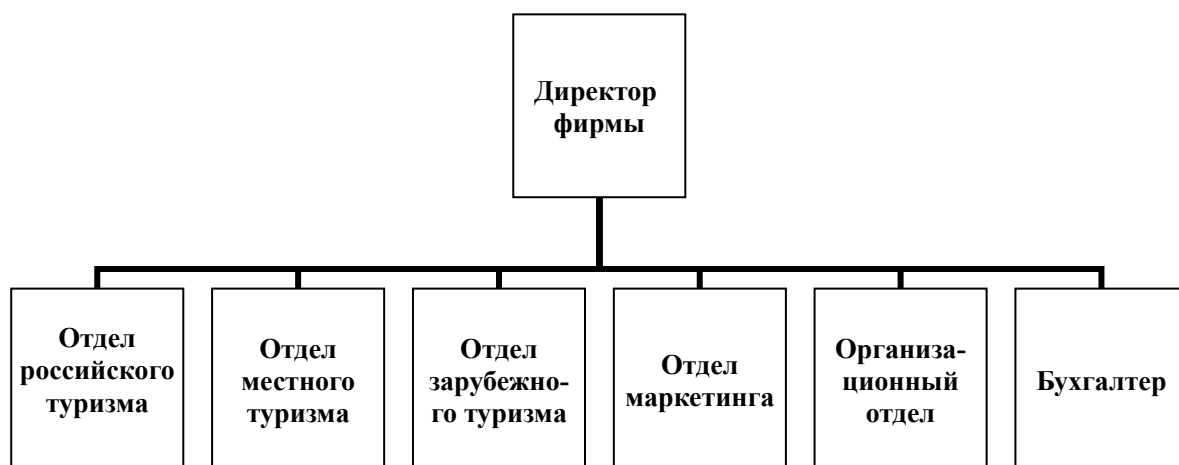 Директор
фирмы
Отдел
российского
туризма
Отдел
местного
туризма
Отдел
зарубежно-
го туризма
Отдел
маркетинга
Организа-
ционный
отдел
Бухгалтер